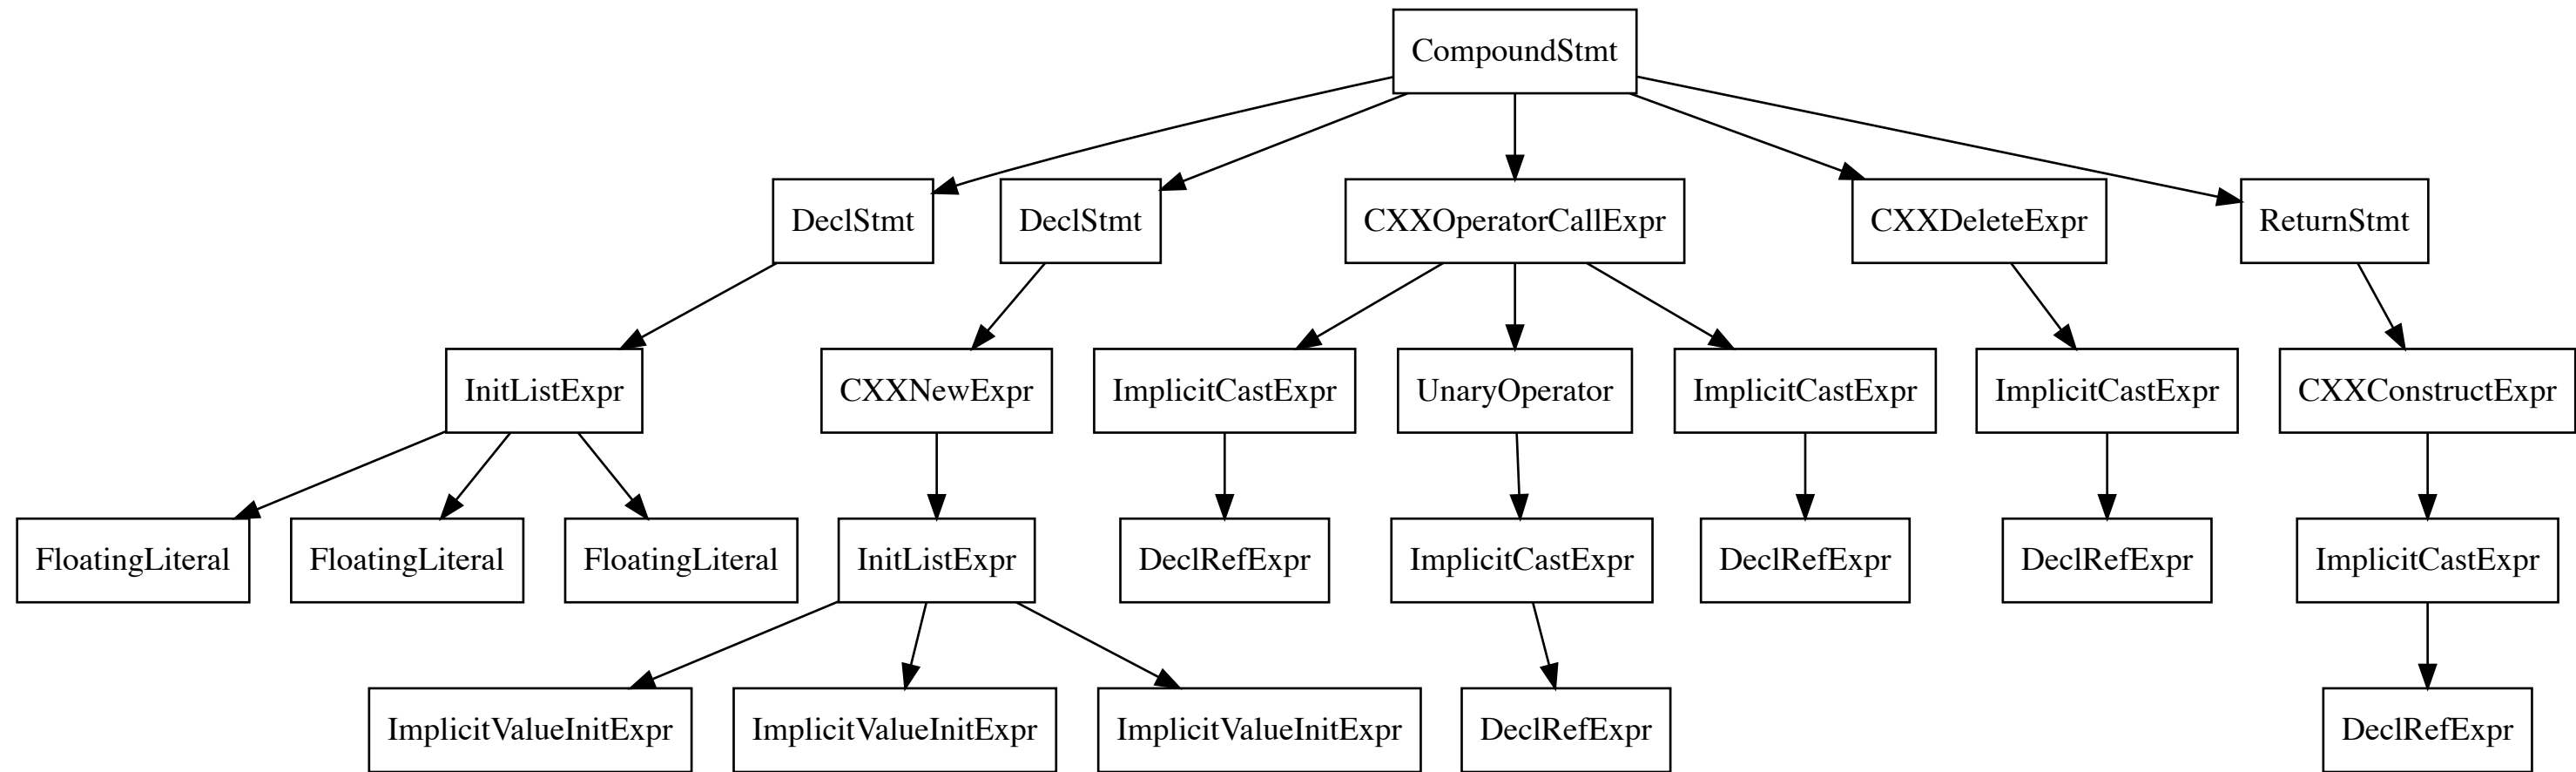 CompoundStmt
DeclStmt
DeclStmt
CXXOperatorCallExpr
CXXDeleteExpr
ReturnStmt
InitListExpr
CXXNewExpr
ImplicitCastExpr
UnaryOperator
ImplicitCastExpr
ImplicitCastExpr
CXXConstructExpr
FloatingLiteral
FloatingLiteral
FloatingLiteral
InitListExpr
DeclRefExpr
ImplicitCastExpr
DeclRefExpr
DeclRefExpr
ImplicitCastExpr
ImplicitValueInitExpr
ImplicitValueInitExpr
ImplicitValueInitExpr
DeclRefExpr
DeclRefExpr